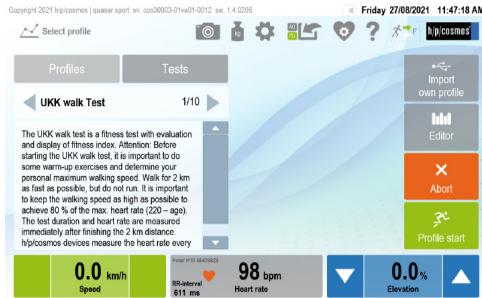 Copyright 2021 h/p/cosmos | quasar sport sn. cos30003-01va01-0012 sw. 1.4.0206
Friday 27/08/2021 11:47:18 AM
Select profile
kg
?
F
h/p/cosmos
Profiles
Tests
UKK walk Test
1/10
The UKK walk test is a fitness test with evaluation
and display of fitness index. Attention: Before
starting the UKK walk test, it is important to do
some warm-up exercises and determine your
personal maximum walking speed. Walk for 2 km
as fast as possible, but do not run. It is important
to keep the walking speed as high as possible to
achieve 80 % of the max. heart rate (220 – age).
The test duration and heart rate are measured
immediately after finishing the 2 km distance.
h/p/cosmos devices measure the heart rate every
Import
own profile
Editor
Abort
Profile start
0.0 km/h
Speed
RR-Interval
611 ms
98 bpm
Heart rate
0.0 %
Elevation